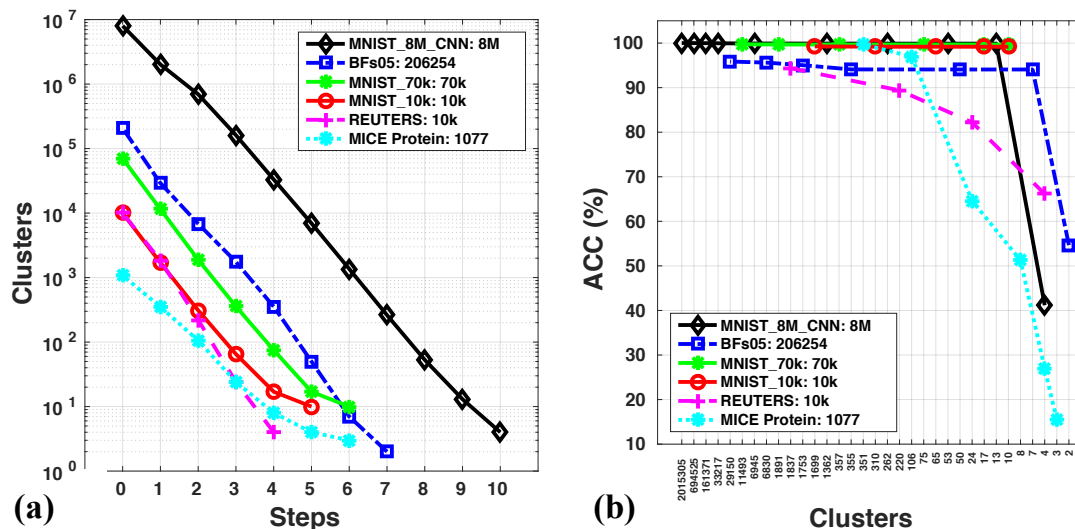 10 7
10 6
10 5
10 4
10 3
10 2
10 1
10 0
Clusters
0 1 2 3 4 5 6 7 8 9 10
Steps
(a)
MNIST_8M_CNN: 8M
BFs05: 206254
MNIST_70k: 70k
MNIST_10k: 10k
REUTERS: 10k
MICE Protein: 1077
100
90
80
70
60
50
40
30
20
10
ACC (%)
MNIST_8M_CNN: 8M
BFs05: 206254
MNIST_70k: 70k
MNIST_10k: 10k
REUTERS: 10k
MICE Protein: 1077
2015305 694525 161371 33217 29150 11493 6945 6830 1891 1837 1753 1699 1362 357 355 351 310 262 220 106 75 65 53 50 24 17 13 10 8 7 4 3 2
Clusters
(b)